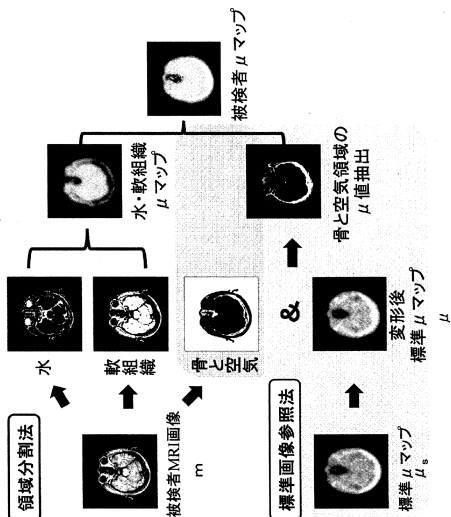 領域分割法
被検者MRI画像
m
水
軟組織
骨と空気
水・軟組織
μマップ
被検者μマップ
標準画像参照法
標準μマップ
μs
&
変形後
標準μマップ
μ
骨と空気領域の
μ値抽出